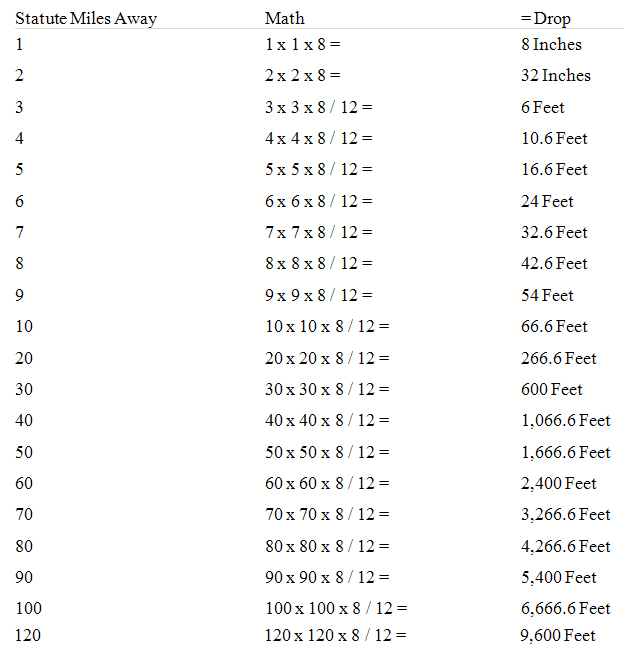 Statute Miles Away Math = Drop
1 1 x 1 x 8 = 8 Inches
2 2 x 2 x 8 = 32 Inches
3 3 x 3 x 8 / 12 = 6 Feet
4 4 x 4 x 8 / 12 = 10.6 Feet
5 5 x 5 x 8 / 12 = 16.6 Feet
6 6 x 6 x 8 / 12 = 24 Feet
7 7 x 7 x 8 / 12 = 32.6 Feet
8 8 x 8 x 8 / 12 = 42.6 Feet
9 9 x 9 x 8 / 12 = 54 Feet
10 10 x 10 x 8 / 12 = 66.6 Feet
20 20 x 20 x 8 / 12 = 266.6 Feet
30 30 x 30 x 8 / 12 = 600 Feet
40 40 x 40 x 8 / 12 = 1,066.6 Feet
50 50 x 50 x 8 / 12 = 1,666.6 Feet
60 60 x 60 x 8 / 12 = 2,400 Feet
70 70 x 70 x 8 / 12 = 3,266.6 Feet
80 80 x 80 x 8 / 12 = 4,266.6 Feet
90 90 x 90 x 8 / 12 = 5,400 Feet
100 100 x 100 x 8 / 12 = 6,666.6 Feet
120 120 x 120 x 8 / 12 = 9,600 Feet